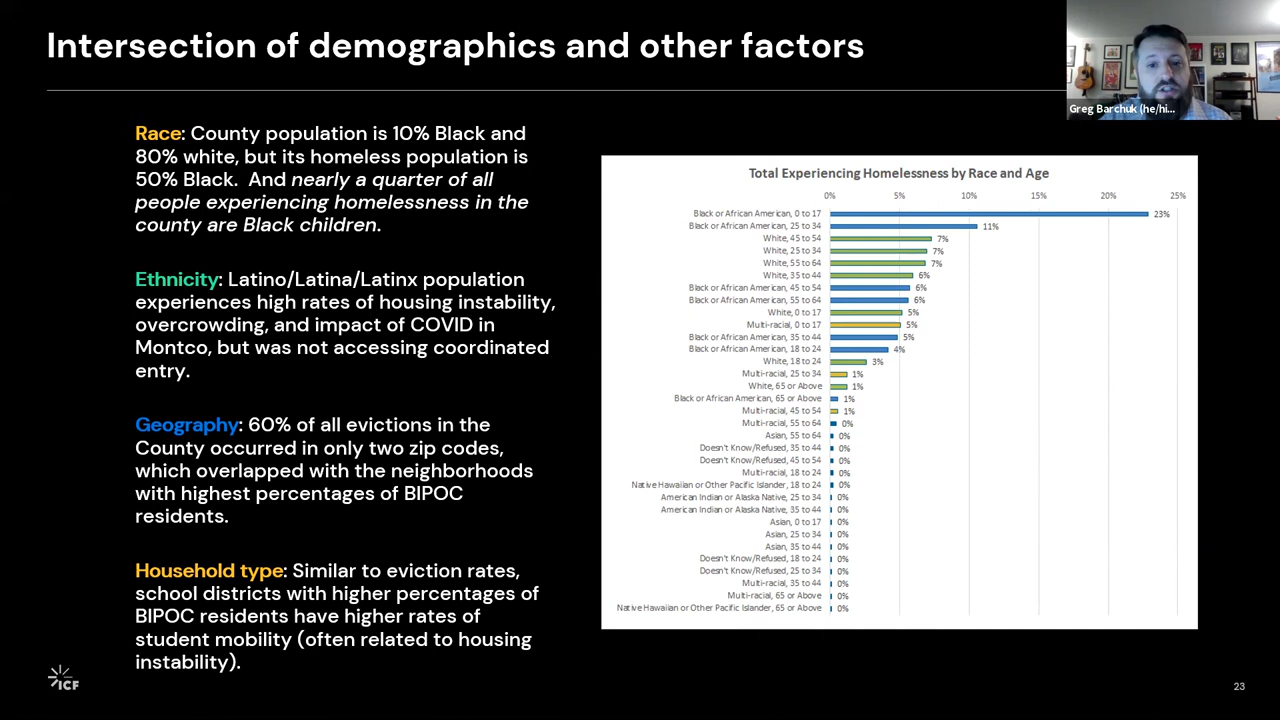 Intersection of demographics and other factors
Greg Barchuk (he/hi...
Race: County population is 10% Black and
80% white, but its homeless population is
50% Black. And nearly a quarter of all
people experiencing homelessness in the
county are Black children.
Ethnicity: Latino/Latina/Latinx population
experiences high rates of housing instability,
overcrowding, and impact of COVID in
Montco, but was not accessing coordinated
entry.
Geography: 60% of all evictions in the
County occurred in only two zip codes,
which overlapped with the neighborhoods
with highest percentages of BIPOC
residents.
Household type: Similar to eviction rates,
school districts with higher percentages of
BIPOC residents have higher rates of
student mobility (often related to housing
instability).
Total Experiencing Homelessness by Race and Age
0% 5% 10% 15% 20% 25%
Black or African American, 0 to 17 23%
Black or African American, 25 to 34 11%
White, 45 to 54 7%
White, 25 to 34 7%
White, 55 to 64 7%
White, 35 to 44 6%
Black or African American, 45 to 54 6%
Black or African American, 55 to 64 6%
White, 0 to 17 5%
Multi-racial, 0 to 17 5%
Black or African American, 35 to 44 5%
Black or African American, 18 to 24 4%
White, 18 to 24 3%
Multi-racial, 25 to 34 1%
White, 65 or Above 1%
Black or African American, 65 or Above 1%
Multi-racial, 45 to 54 1%
Multi-racial, 55 to 64 0%
Asian, 55 to 64 0%
Doesn't Know/Refused, 35 to 44 0%
Doesn't Know/Refused, 45 to 54 0%
Multi-racial, 18 to 24 0%
Native Hawaiian or Other Pacific Islander, 18 to 24 0%
American Indian or Alaska Native, 25 to 34 0%
American Indian or Alaska Native, 35 to 44 0%
Asian, 0 to 17 0%
Asian, 25 to 34 0%
Asian, 35 to 44 0%
Doesn't Know/Refused, 18 to 24 0%
Doesn't Know/Refused, 25 to 34 0%
Multi-racial, 35 to 44 0%
Multi-racial, 65 or Above 0%
Native Hawaiian or Other Pacific Islander, 65 or Above 0%
ICF
23